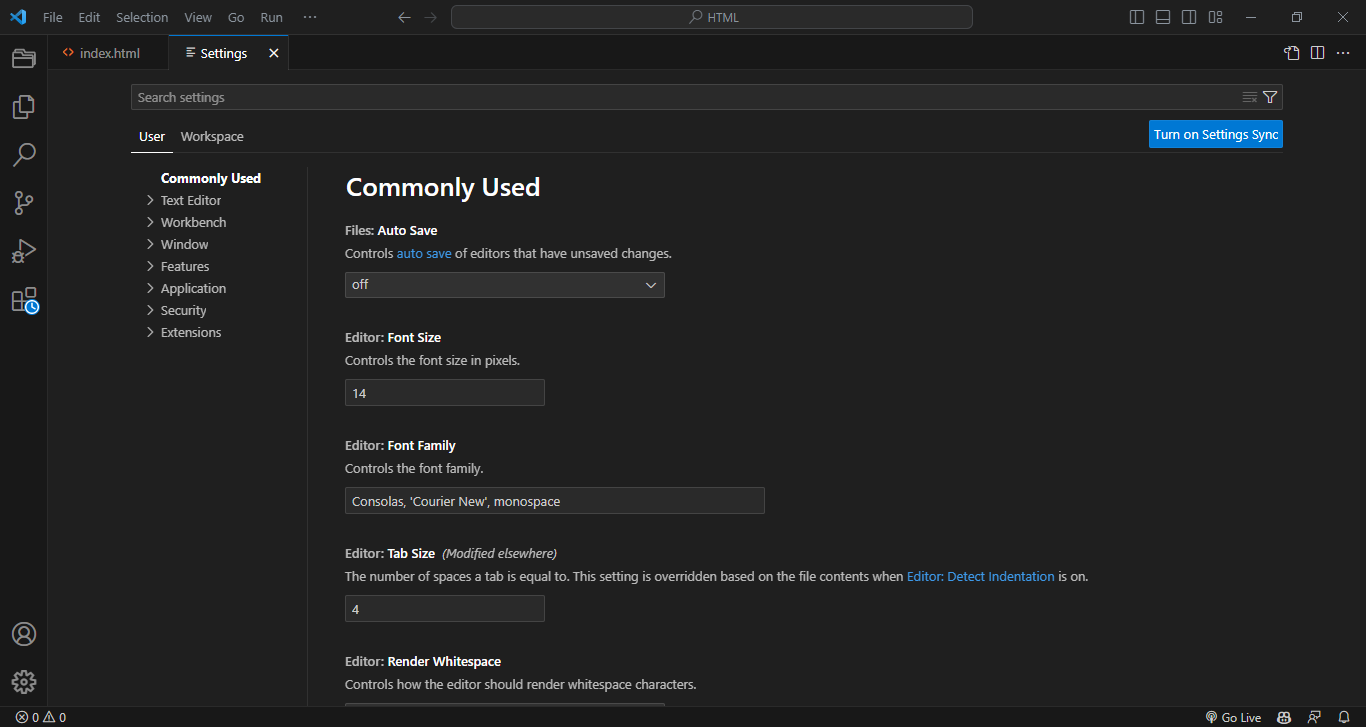 File Edit Selection View Go Run ··· HTML
index.html Settings
Search settings
User Workspace Turn on Settings Sync
Commonly Used
Text Editor
Workbench
Window
Features
Application
Security
Extensions
Commonly Used
Files: Auto Save
Controls auto save of editors that have unsaved changes.
off
Editor: Font Size
Controls the font size in pixels.
14
Editor: Font Family
Controls the font family.
Consolas, 'Courier New', monospace
Editor: Tab Size (Modified elsewhere)
The number of spaces a tab is equal to. This setting is overridden based on the file contents when Editor: Detect Indentation is on.
4
Editor: Render Whitespace
Controls how the editor should render whitespace characters.
0 0 Go Live